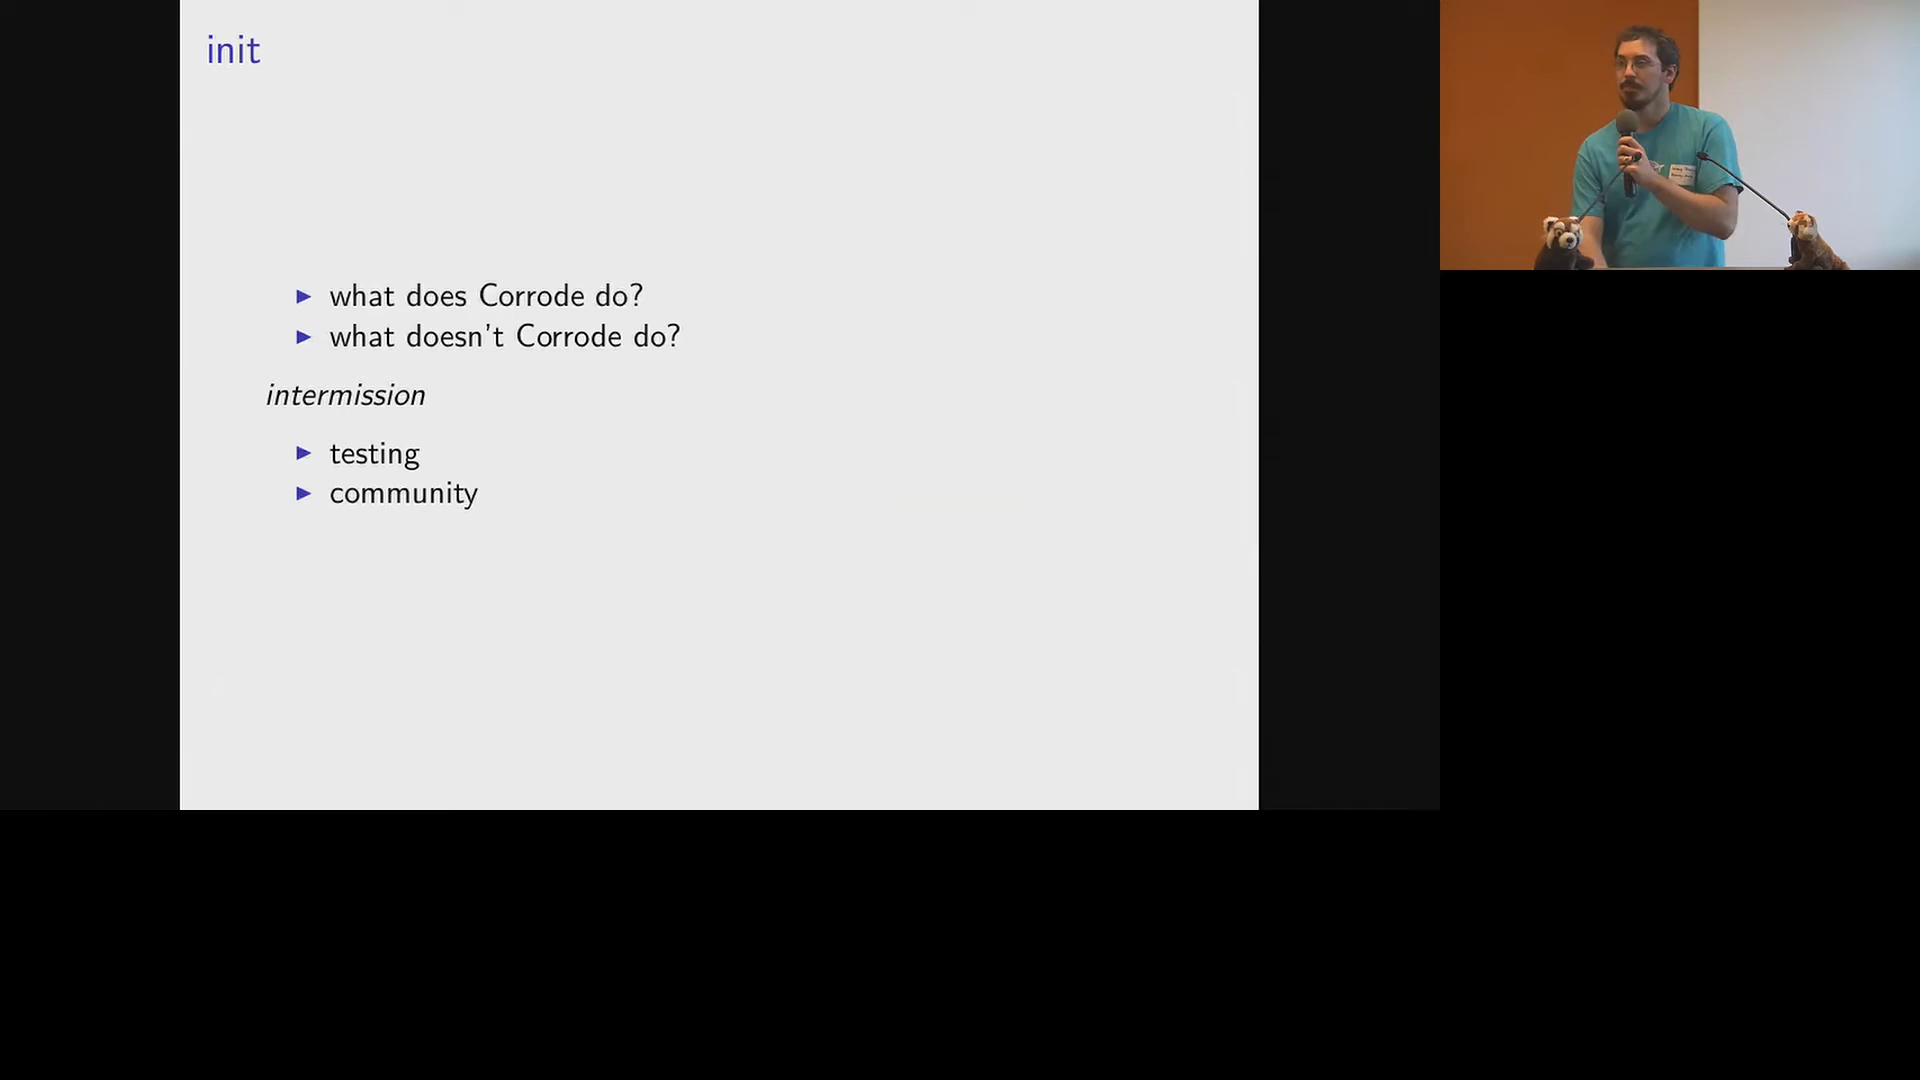 init
what does Corrode do?
what doesn't Corrode do?
intermission
testing
community